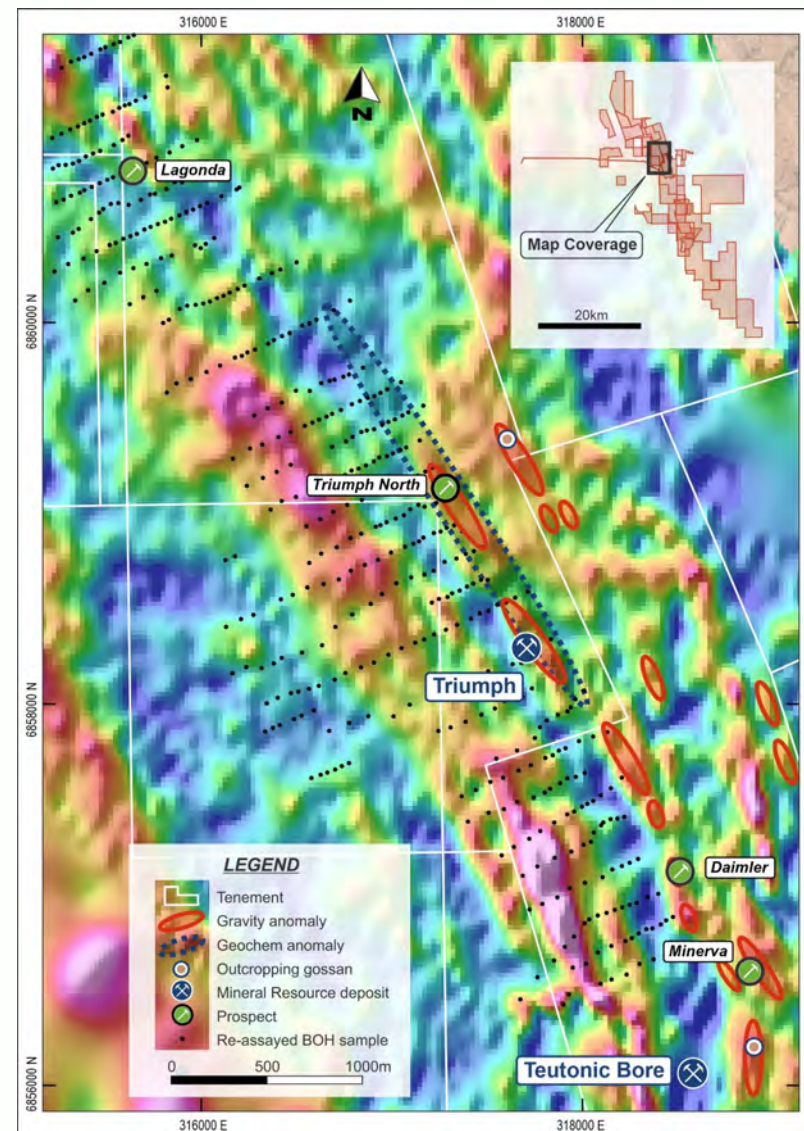 316000 E
318000 E
N
Lagonda
Map Coverage
20km
6860000 N
Triumph North
Triumph
6858000 N
LEGEND
Tenement
Gravity anomaly
Geochem anomaly
Outcropping gossan
Mineral Resource deposit
Prospect
Re-assayed BOH sample
0 500 1000m
Daimler
Minerva
Teutonic Bore
6856000 N
316000 E
318000 E